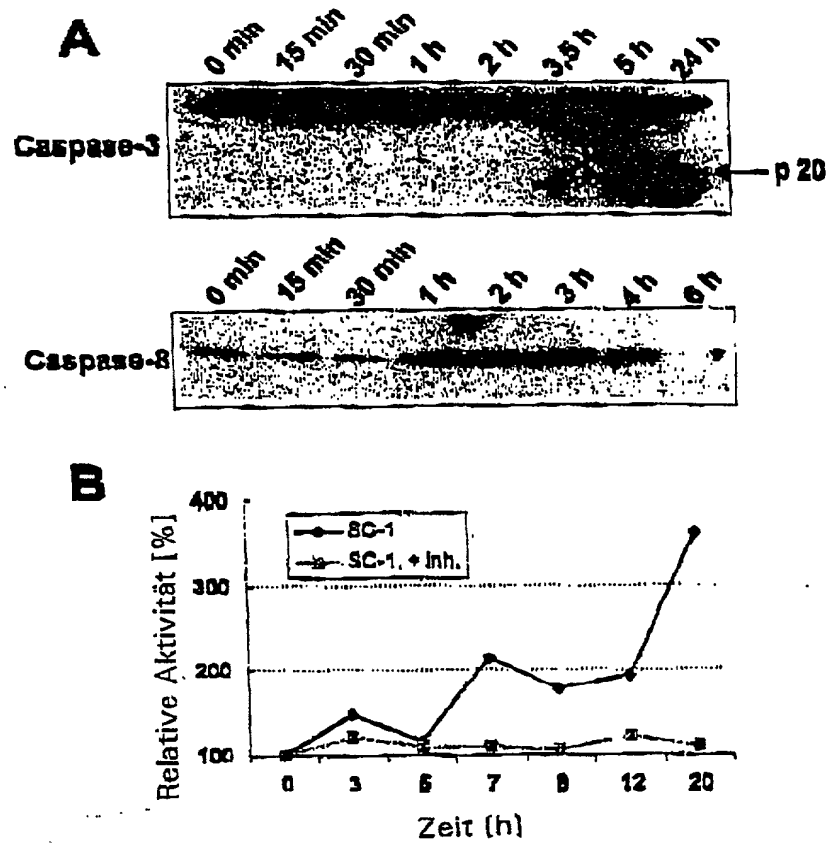 A
0 min 15 min 30 min 1 h 2 h 3,5 h 5 h 24 h
Caspase-3
p 20
0 min 15 min 30 min 1 h 2 h 3 h 4 h 6 h
Caspase-8
B
400
SC-1
SC-1, + Inh.
300
200
100
Relative Aktivität [%]
0 3 7 12 20
Zeit [h]